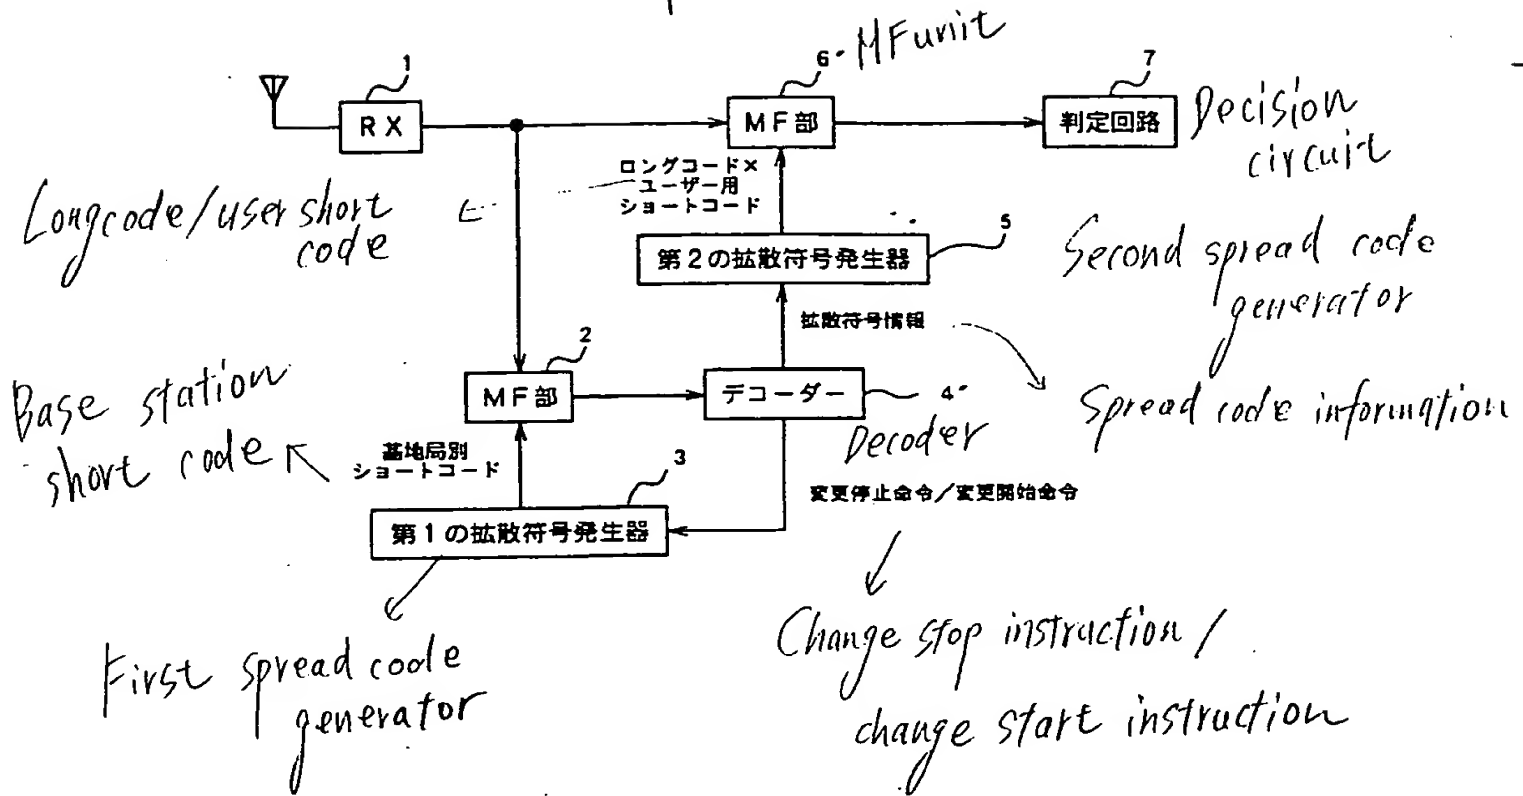 6・MF unit
1
7
RX
MF部
判定回路
Decision
circuit
ロングコード×
ユーザー用
ショートコード
Longcode/user short
code
5
第2の拡散符号発生器
Second spread code
generator
拡散符号情報
2
MF部
デコーダー
4・
Decoder
Spread code information
Base station
short code
基地局別
ショートコード
3
変更停止命令/変更開始命令
第1の拡散符号発生器
Change stop instruction/
change start instruction
First spread code
generator